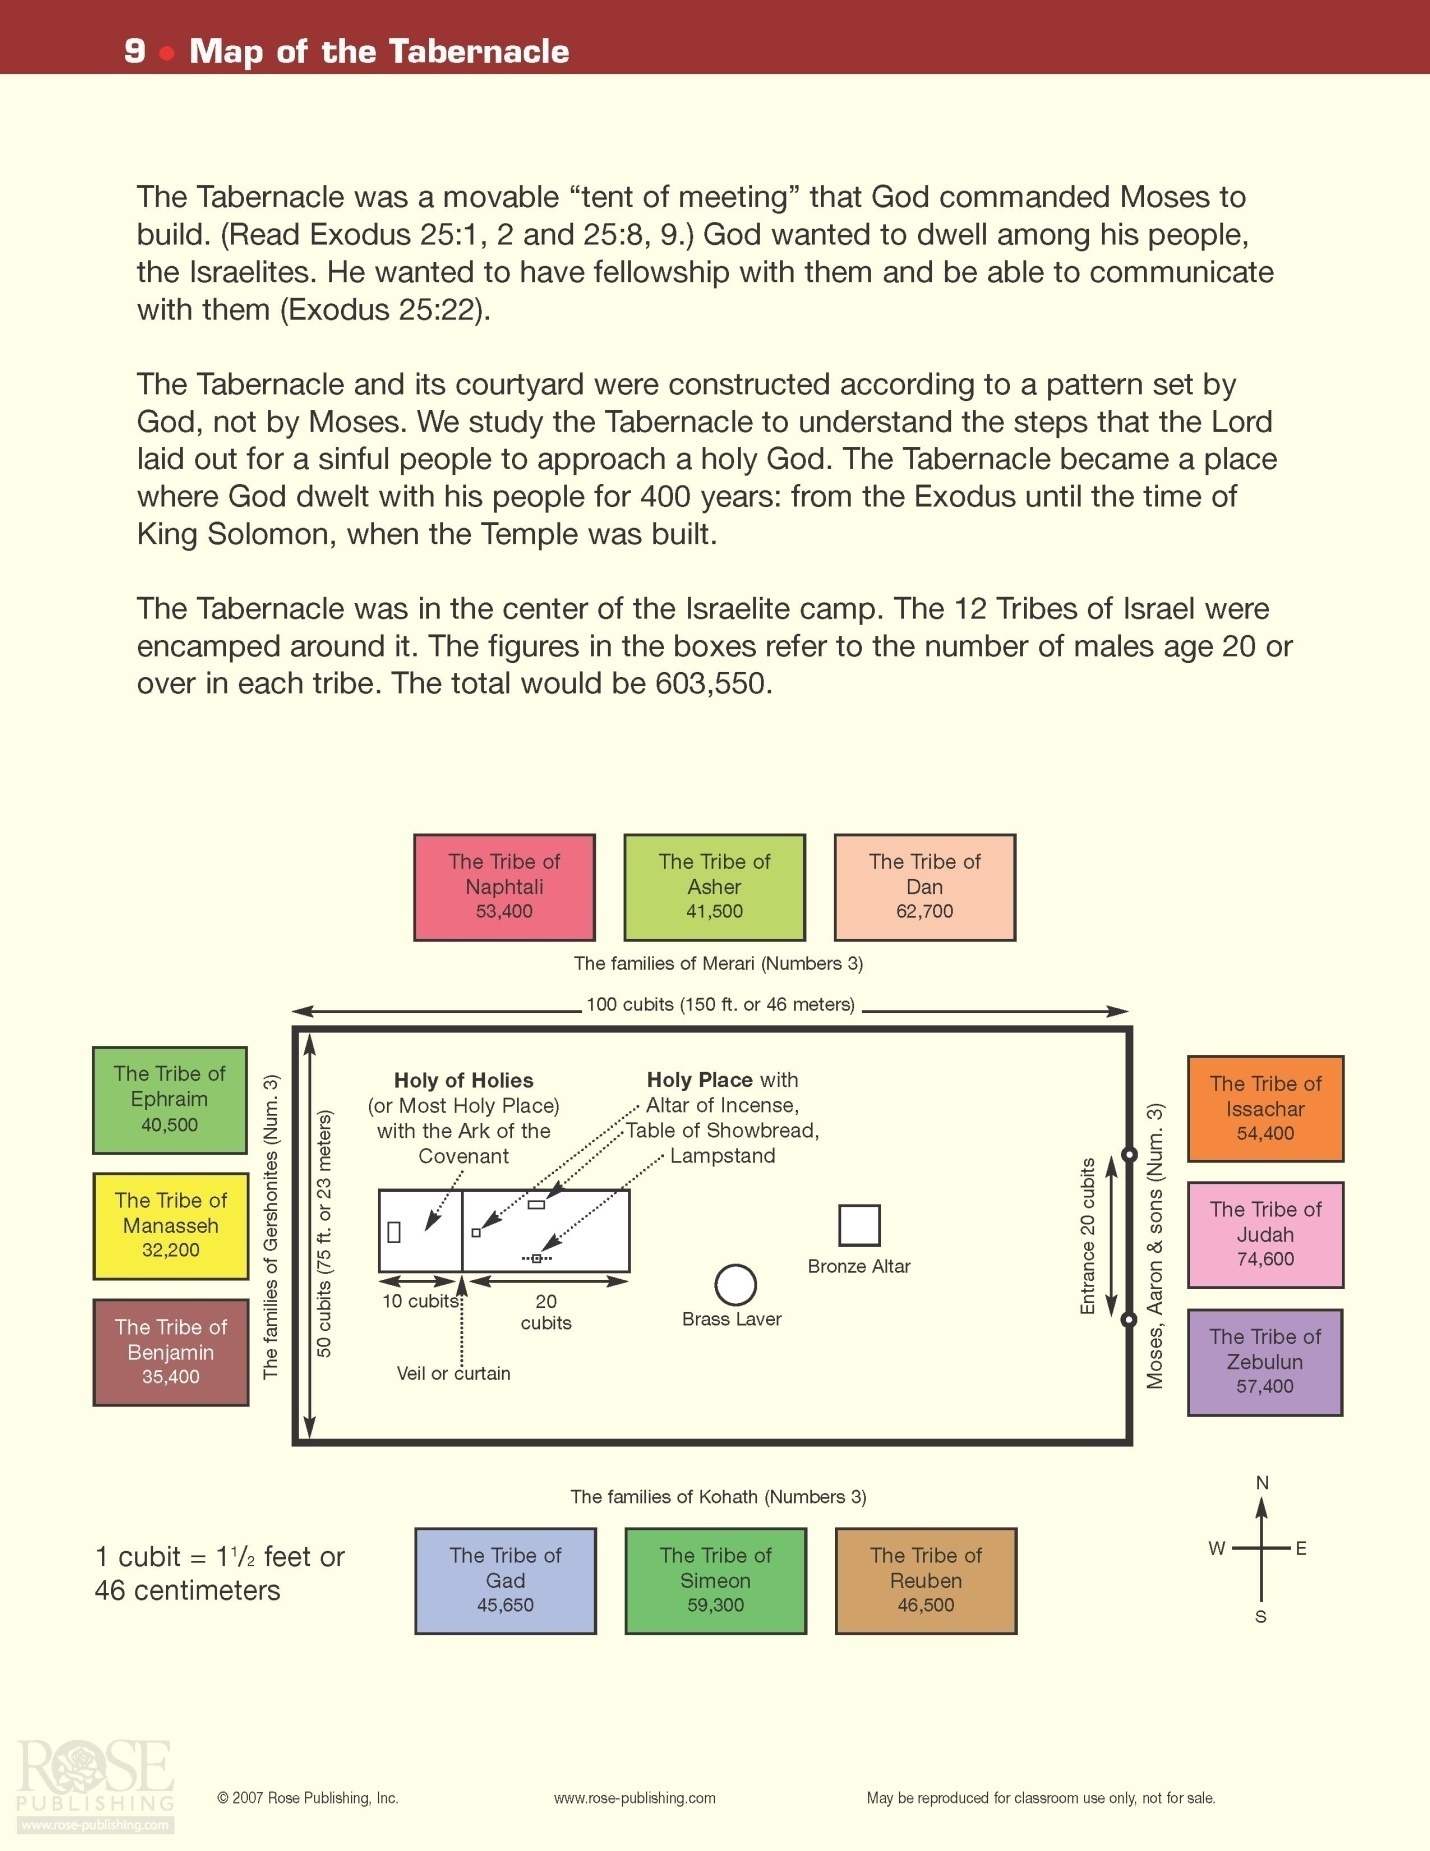 9 • Map of the Tabernacle
The Tabernacle was a movable “tent of meeting” that God commanded Moses to
build. (Read Exodus 25:1, 2 and 25:8, 9.) God wanted to dwell among his people,
the Israelites. He wanted to have fellowship with them and be able to communicate
with them (Exodus 25:22).
The Tabernacle and its courtyard were constructed according to a pattern set by
God, not by Moses. We study the Tabernacle to understand the steps that the Lord
laid out for a sinful people to approach a holy God. The Tabernacle became a place
where God dwelt with his people for 400 years: from the Exodus until the time of
King Solomon, when the Temple was built.
The Tabernacle was in the center of the Israelite camp. The 12 Tribes of Israel were
encamped around it. The figures in the boxes refer to the number of males age 20 or
over in each tribe. The total would be 603,550.
The Tribe of
Naphtali
53,400
The Tribe of
Asher
41,500
The Tribe of
Dan
62,700
The families of Merari (Numbers 3)
100 cubits (150 ft. or 46 meters)
The Tribe of
Ephraim
40,500
The Tribe of
Manasseh
32,200
The Tribe of
Benjamin
35,400
The families of Gershonites (Num. 3)
50 cubits (75 ft. or 23 meters)
Holy of Holies
(or Most Holy Place)
with the Ark of the
Covenant
Holy Place with
Altar of Incense,
Table of Showbread,
Lampstand
10 cubits
20
cubits
Veil or curtain
Brass Laver
Bronze Altar
Entrance 20 cubits
Moses, Aaron & sons (Num. 3)
The Tribe of
Issachar
54,400
The Tribe of
Judah
74,600
The Tribe of
Zebulun
57,400
The families of Kohath (Numbers 3)
The Tribe of
Gad
45,650
The Tribe of
Simeon
59,300
The Tribe of
Reuben
46,500
1 cubit = 1 1/2 feet or
46 centimeters
N
W E
S
ROSE
PUBLISHING
www.rose-publishing.com
© 2007 Rose Publishing, Inc.
www.rose-publishing.com
May be reproduced for classroom use only, not for sale.